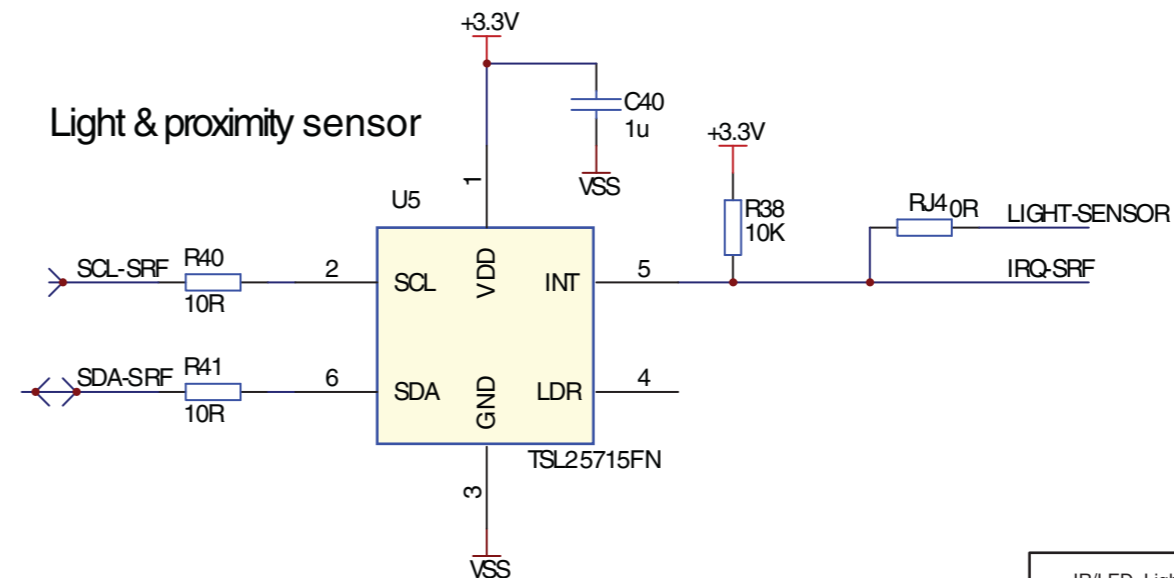 +3.3V
Light & proximity sensor
C40
1u
+3.3V
VSS
1
U5
R38
10K
RJ4 0R
LIGHT-SENSOR
SCL-SRF
R40
10R
2
SCL
VDD
INT
5
IRQ-SRF
SDA-SRF
R41
10R
6
SDA
GND
LDR
4
TSL25715FN
3
VSS